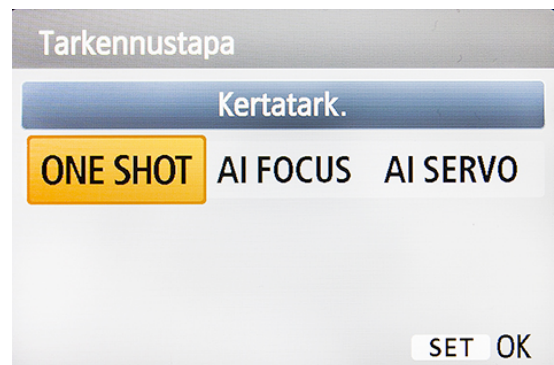 Tarkennustapa
Kertatark.
ONE SHOT AI FOCUS AI SERVO
SET OK